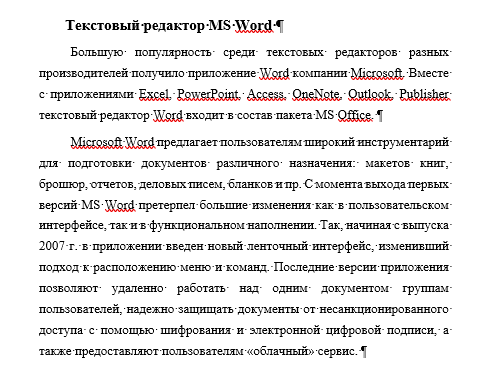 Текстовый редактор MS Word ¶
Большую популярность среди текстовых редакторов разных
производителей получило приложение Word компании Microsoft. Вместе
с приложениями Excel, PowerPoint, Access, OneNote, Outlook, Publisher
текстовый редактор Word входит в состав пакета MS Office. ¶
Microsoft Word предлагает пользователям широкий инструментарий
для подготовки документов различного назначения: макетов книг,
брошюр, отчетов, деловых писем, бланков и пр. С момента выхода первых
версий MS Word претерпел большие изменения как в пользовательском
интерфейсе, так и в функциональном наполнении. Так, начиная с выпуска
2007 г. в приложении введен новый ленточный интерфейс, изменивший
подход к расположению меню и команд. Последние версии приложения
позволяют удаленно работать над одним документом группам
пользователей, надежно защищать документы от несанкционированного
доступа с помощью шифрования и электронной цифровой подписи, а
также предоставляют пользователям «облачный» сервис. ¶